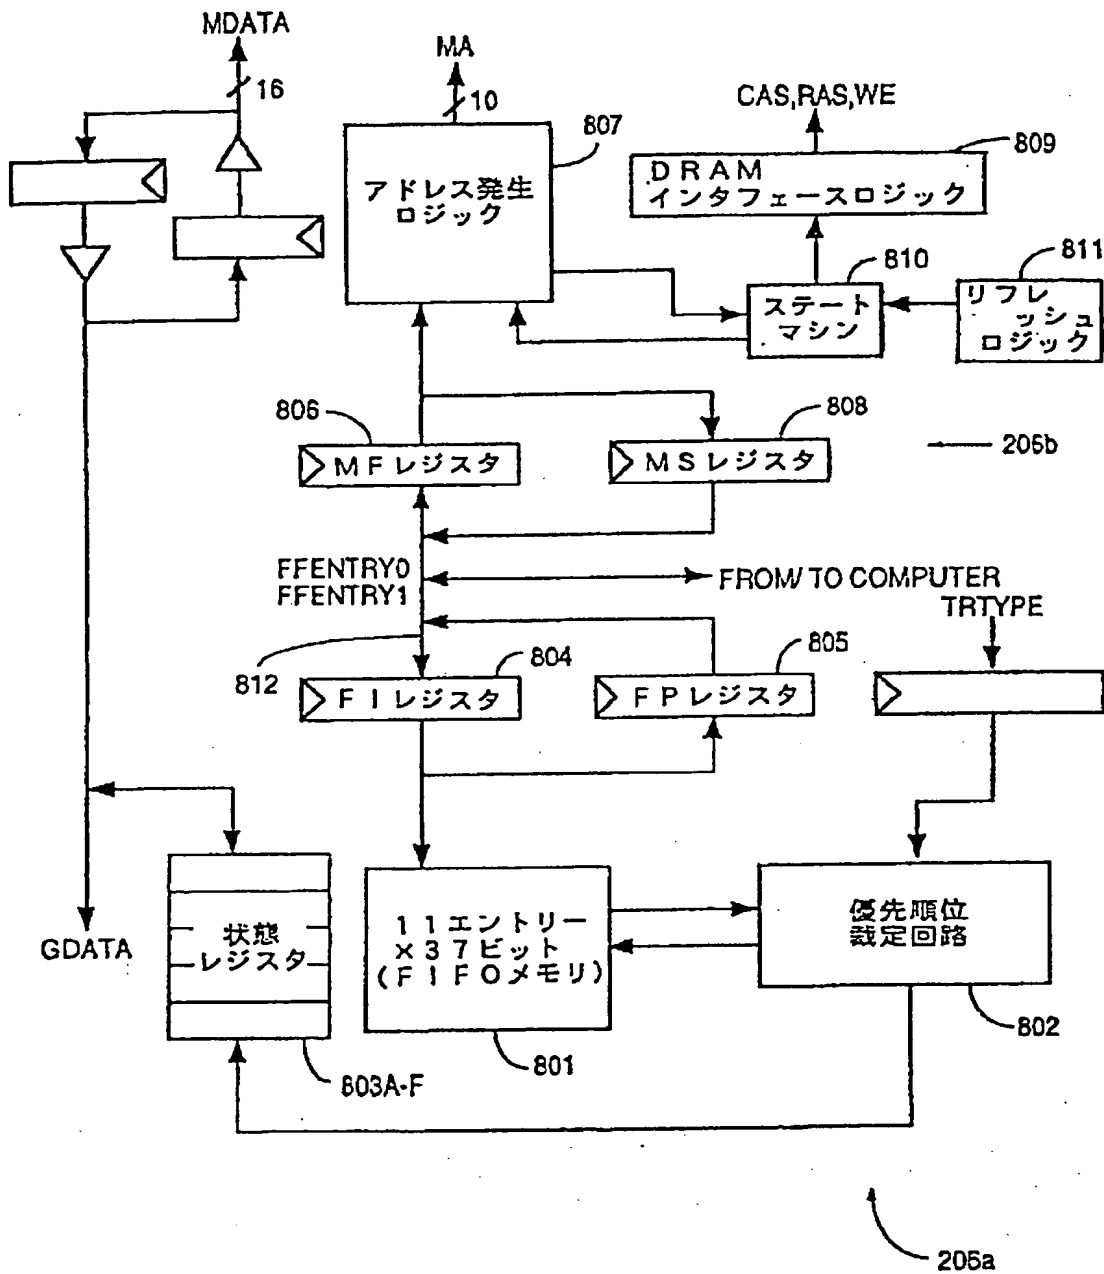 MDATA
16
MA
10
CAS,RAS,WE
807
809
アドレス発生
ロジック
DRAM
インタフェースロジック
810
811
ステート
マシン
リフレ
ッシュ
ロジック
806
808
MFレジスタ
MSレジスタ
206b
FFENTRY0
FFENTRY1
FROM/TO COMPUTER
TRTYPE
812
804
805
FIレジスタ
FPレジスタ
GDATA
状態
レジスタ
11エントリー
×37ビット
(FIFOメモリ)
優先順位
裁定回路
802
801
803A-F
206a